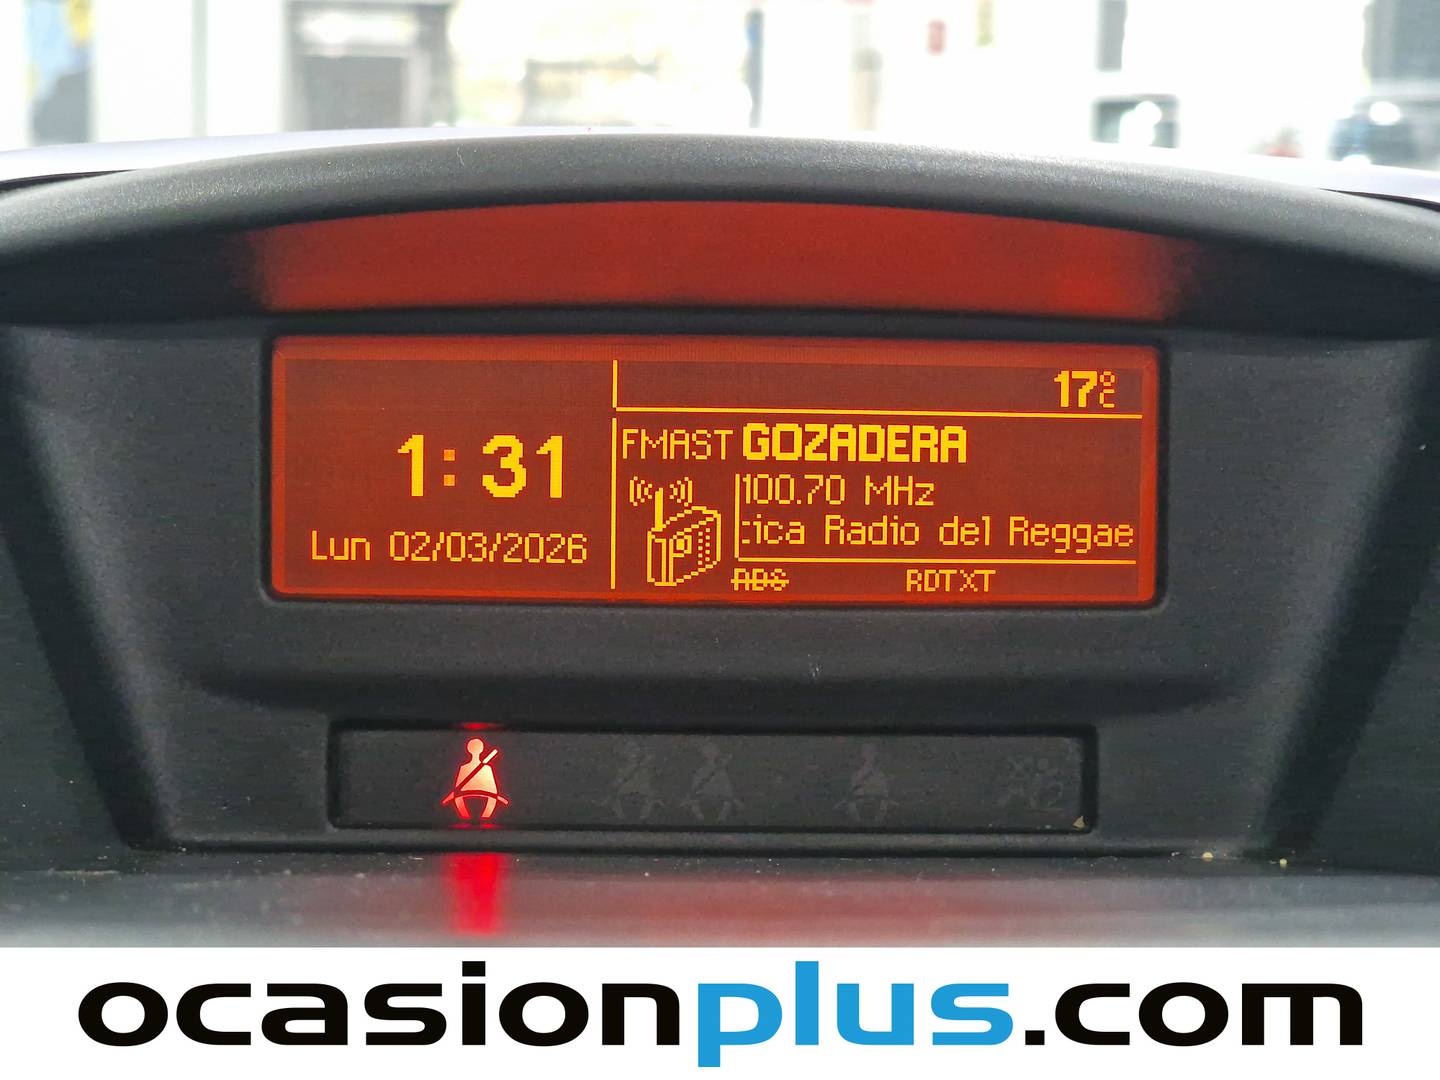 17°C
1:31
Lun 02/03/2026
FMAST GOZADERA
100.70 MHz
ica Radio del Reggae
RDS RDTXT
ocasionplus.com